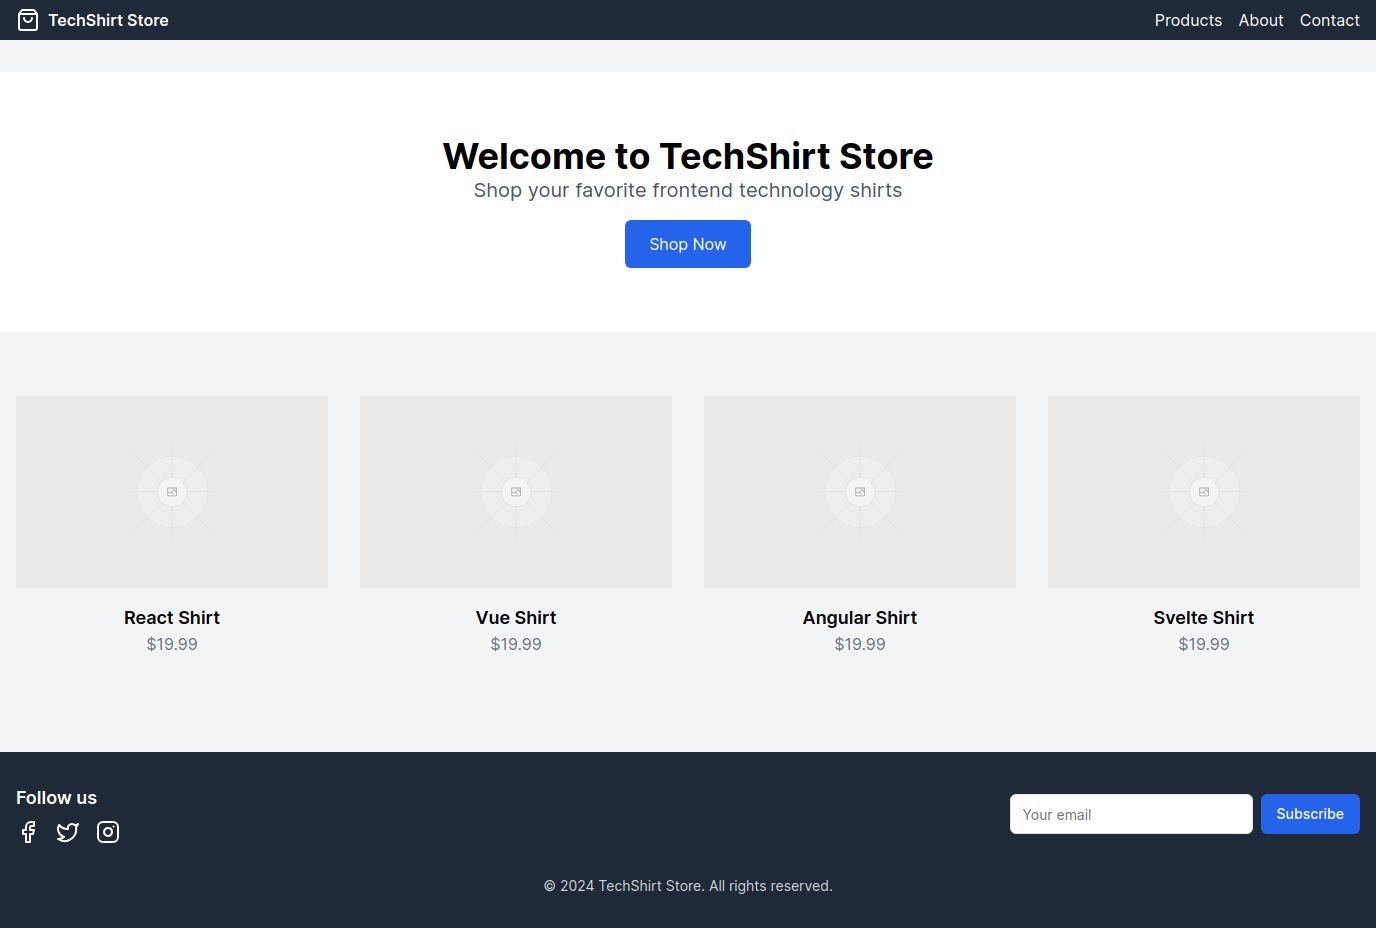 TechShirt Store
Products About Contact
Welcome to TechShirt Store
Shop your favorite frontend technology shirts
Shop Now
React Shirt
$19.99
Vue Shirt
$19.99
Angular Shirt
$19.99
Svelte Shirt
$19.99
Follow us
Your email
Subscribe
© 2024 TechShirt Store. All rights reserved.